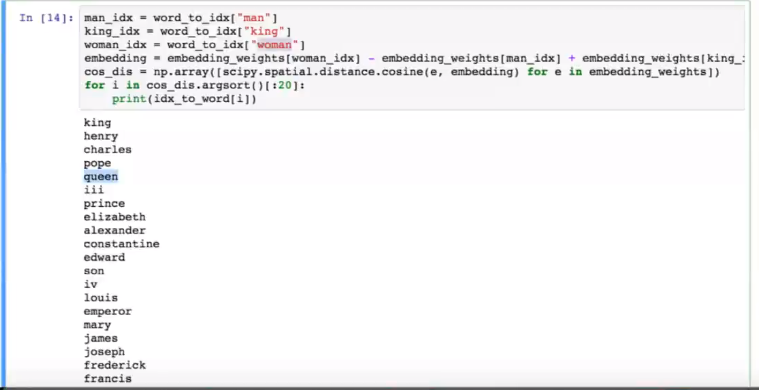 In [14]: man_idx = word_to_idx["man"]
king_idx = word_to_idx["king"]
woman_idx = word_to_idx["woman"]
embedding = embedding_weights[woman_idx] - embedding_weights[man_idx] + embedding_weights[king_i
cos_dis = np.array([scipy.spatial.distance.cosine(e, embedding) for e in embedding_weights])
for i in cos_dis.argsort()[:20]:
    print(idx_to_word[i])
king
henry
charles
pope
queen
iii
prince
elizabeth
alexander
constantine
edward
son
iv
louis
emperor
mary
james
joseph
frederick
francis